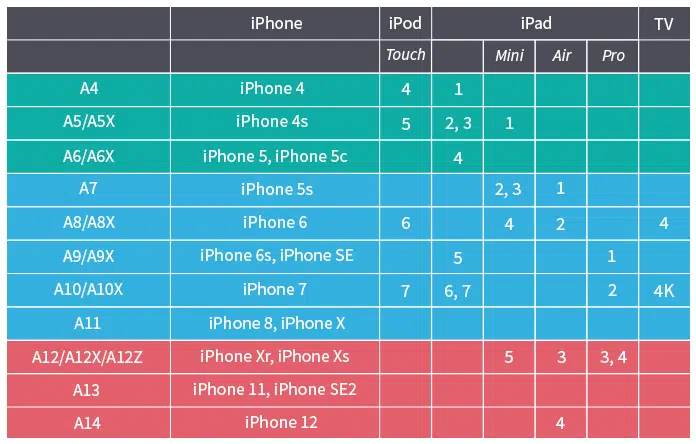 iPhone iPod iPad TV
Touch Mini Air Pro
A4 iPhone 4 4 1
A5/A5X iPhone 4s 5 2, 3 1
A6/A6X iPhone 5, iPhone 5c 4
A7 iPhone 5s 2, 3 1
A8/A8X iPhone 6 6 4 2 4
A9/A9X iPhone 6s, iPhone SE 5 1
A10/A10X iPhone 7 7 6, 7 2 4K
A11 iPhone 8, iPhone X
A12/A12X/A12Z iPhone Xr, iPhone Xs 5 3 3, 4
A13 iPhone 11, iPhone SE2
A14 iPhone 12 4